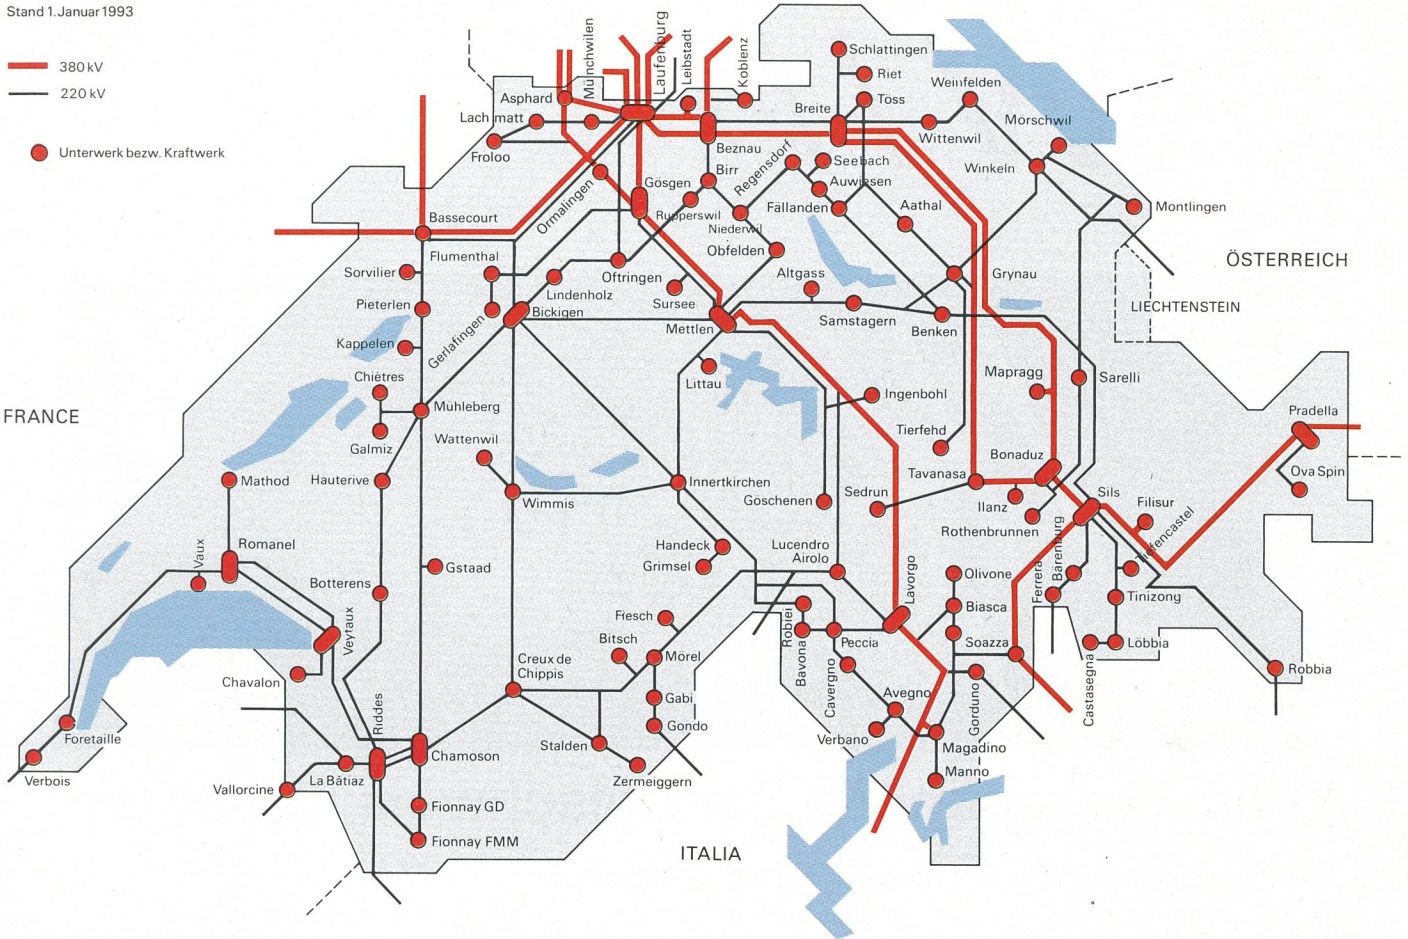 Stand 1. Januar 1993
380 kV
220 kV
Unterwerk bezw. Kraftwerk
Münchwilen
Laufenburg
Leibstadt
Koblenz
Schlattingen
Riet
Weinfelden
Asphard
Breite
Töss
Lachmatt
Morschwil
Wittenwil
Froloo
Beznau
Regensdorf
Seebach
Winkeln
Birr
Gösgen
Auwiesen
Ormalingen
Rupperswil
Fällanden
Aathal
Montlingen
Bassecourt
Niederwil
Flumenthal
Obfelden
ÖSTERREICH
Sorvilier
Oftringen
Altgass
Grynau
Lindenholz
Sursee
Pieterlen
Bickigen
LIECHTENSTEIN
Gerlafingen
Mettlen
Samstagern
Benken
Kappelen
Chiètres
Littau
Mapragg
Sarelli
Ingenbohl
FRANCE
Mühleberg
Pradella
Galmiz
Wattenwil
Tierfehd
Bonaduz
Mathod
Hauterive
Innertkirchen
Tavanasa
Ova Spin
Wimmis
Göschenen
Sedrun
Ilanz
Sils
Filisur
Rothenbrunnen
Tiefencastel
Romanel
Vaux
Handeck
Grimsel
Lucendro
Airolo
Bärenburg
Ferrera
Gstaad
Botterens
Lavorgo
Olivone
Tinizong
Biasca
Veytaux
Fiesch
Robiei
Bitsch
Bavona
Peccia
Soazza
Löbbia
Creux de
Chippis
Mörel
Robbia
Chavalon
Cavergno
Castasegna
Gabi
Avegno
Gorduno
Riddes
Gondo
Foretaille
Verbano
Stalden
Magadino
Chamoson
Verbois
La Bâtiaz
Zermeiggern
Manno
Vallorcine
Fionnay GD
Fionnay FMM
ITALIA